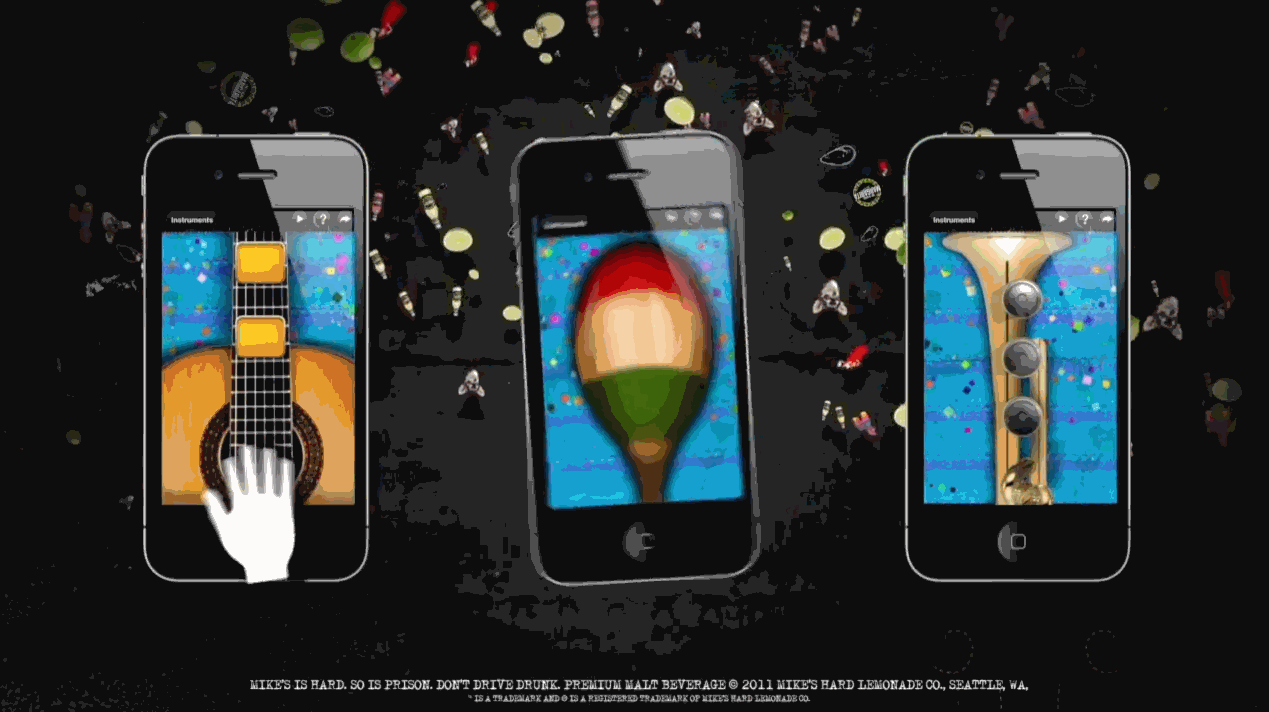 Instruments
?
Instruments
?
MIKE'S IS HARD. SO IS PRISON. DON'T DRIVE DRUNK. PREMIUM MALT BEVERAGE © 2011 MIKE'S HARD LEMONADE CO., SEATTLE, WA,
™ IS A TRADEMARK AND ® IS A REGISTERED TRADEMARK OF MIKE'S HARD LEMONADE CO.